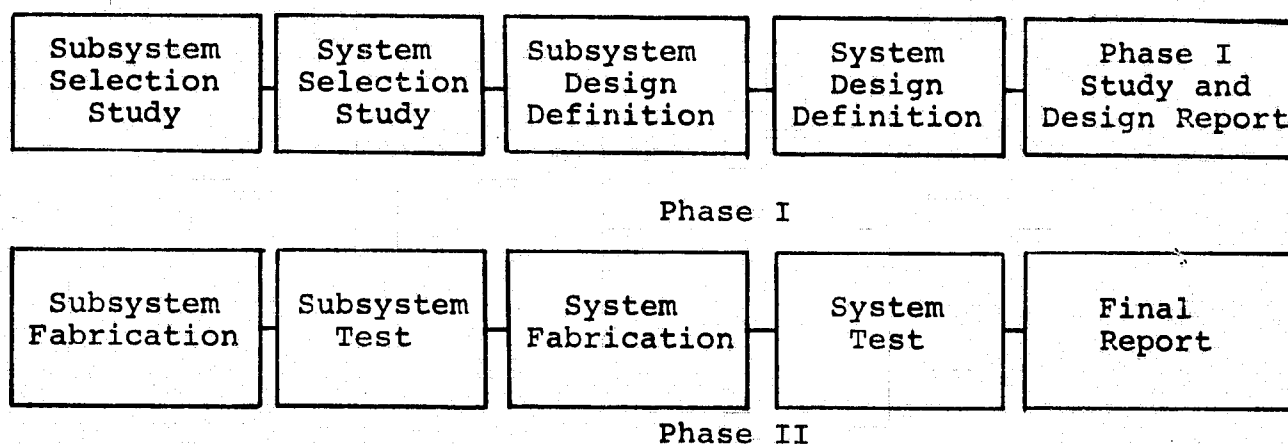 Subsystem
Selection
Study
System
Selection
Study
Subsystem
Design
Definition
System
Design
Definition
Phase I
Study and
Design Report
Phase I
Subsystem
Fabrication
Subsystem
Test
System
Fabrication
System
Test
Final
Report
Phase II